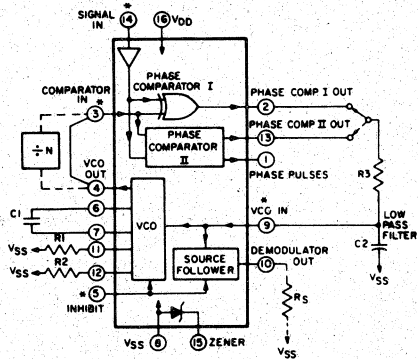 *
SIGNAL IN
14
16 VDD
PHASE COMPARATOR I
COMPARATOR IN
*
3
2
PHASE COMP. I OUT
PHASE COMP. II OUT
13
PHASE COMPARATOR II
1
PHASE PULSES
÷N
VCO OUT
4
R3
C1
6
7
VCO
*
VCO IN
9
LOW PASS FILTER
VSS
R1
11
R2
VSS
12
SOURCE FOLLOWER
DEMODULATOR OUT
10
C2
VSS
*
5
INHIBIT
RS
VSS
8
15
ZENER
VSS